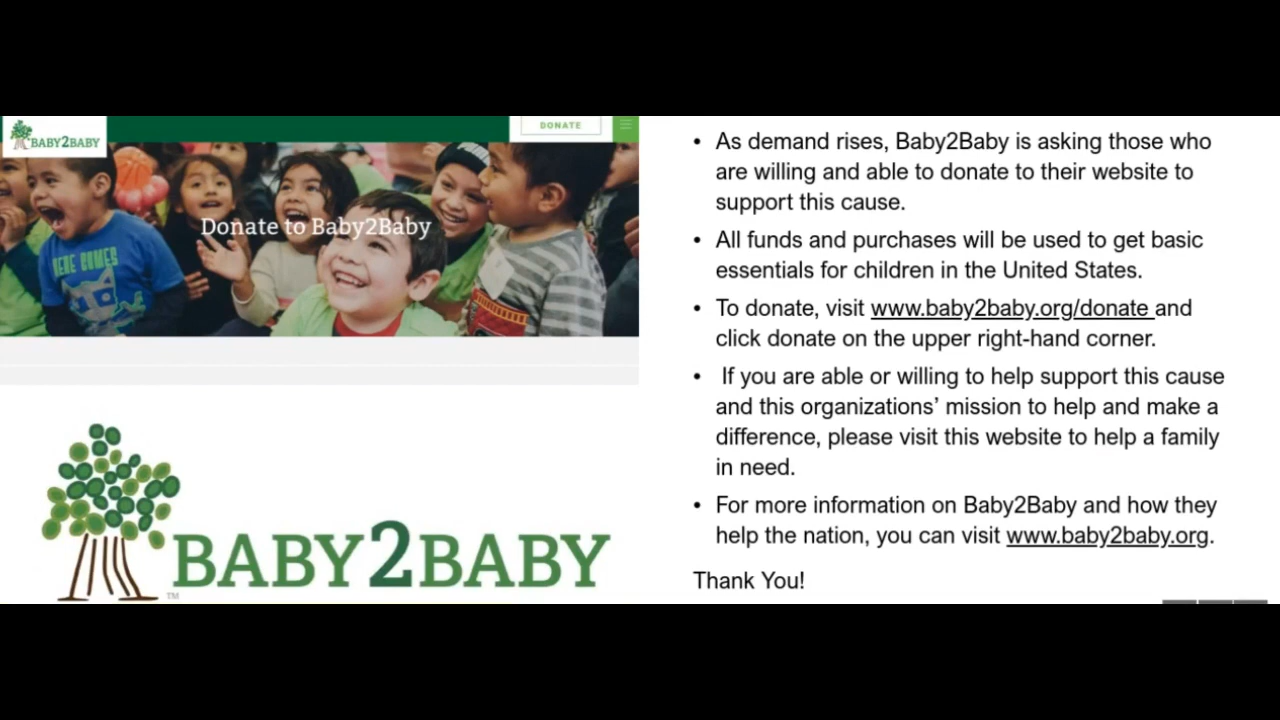 BABY2BABY
DONATE
HERE COMES
Donate to Baby2Baby
BABY2BABY
TM
• As demand rises, Baby2Baby is asking those who
are willing and able to donate to their website to
support this cause.
• All funds and purchases will be used to get basic
essentials for children in the United States.
• To donate, visit www.baby2baby.org/donate and
click donate on the upper right-hand corner.
• If you are able or willing to help support this cause
and this organizations’ mission to help and make a
difference, please visit this website to help a family
in need.
• For more information on Baby2Baby and how they
help the nation, you can visit www.baby2baby.org.
Thank You!